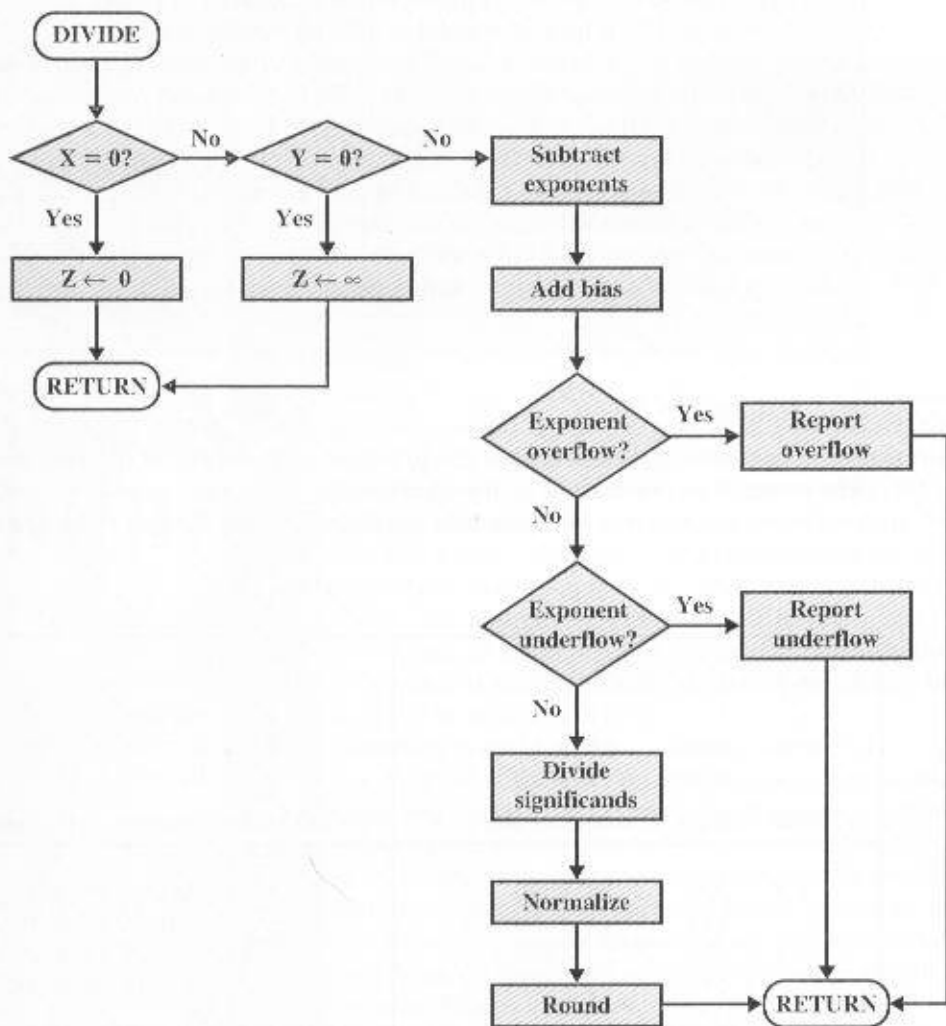 DIVIDE
X = 0?
No
Y = 0?
No
Subtract
exponents
Yes
Yes
Z ← 0
Z ← ∞
Add bias
RETURN
Exponent
overflow?
Yes
Report
overflow
No
Exponent
underflow?
Yes
Report
underflow
No
Divide
significands
Normalize
Round
RETURN